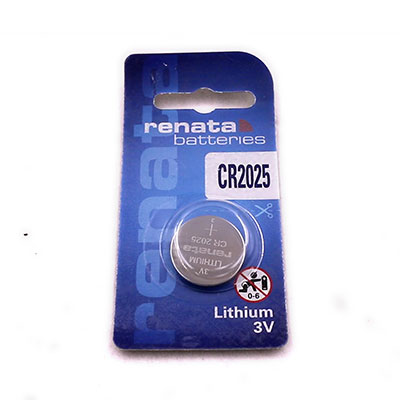 renata
batteries
CR2025
renata
+
CR 2025
renata
LITHIUM
3V
0-6
Lithium
3V